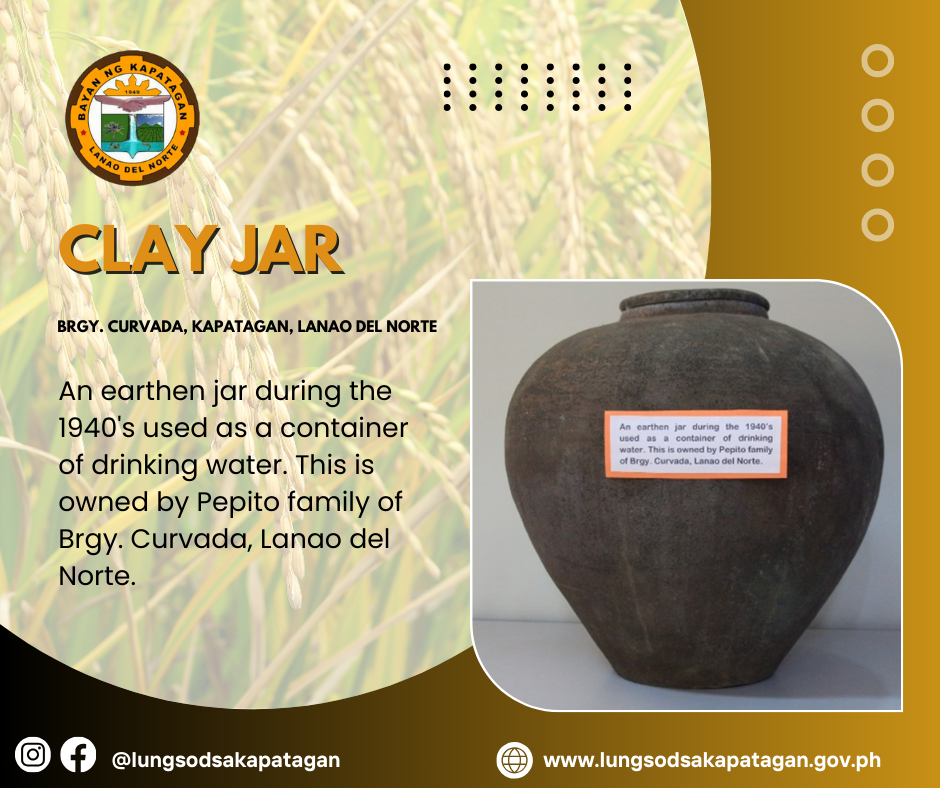 BAYAN NG KAPATAGAN
1949
LANAO DEL NORTE
CLAY JAR
BRGY. CURVADA, KAPATAGAN, LANAO DEL NORTE
An earthen jar during the
1940's used as a container
of drinking water. This is
owned by Pepito family of
Brgy. Curvada, Lanao del
Norte.
An earthen jar during the 1940's
used as a container of drinking
water. This is owned by Pepito family
of Brgy. Curvada, Lanao del Norte.
@lungsodsakapatagan
www.lungsodsakapatagan.gov.ph